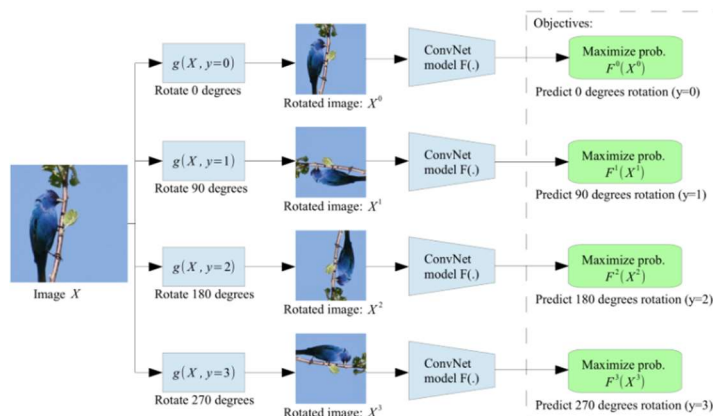 Objectives:
g(X, y=0)
Rotate 0 degrees
Rotated image: X⁰
ConvNet
model F(.)
Maximize prob.
F⁰(X⁰)
Predict 0 degrees rotation (y=0)
g(X, y=1)
Rotate 90 degrees
Rotated image: X¹
ConvNet
model F(.)
Maximize prob.
F¹(X¹)
Predict 90 degrees rotation (y=1)
Image X
g(X, y=2)
Rotate 180 degrees
Rotated image: X²
ConvNet
model F(.)
Maximize prob.
F²(X²)
Predict 180 degrees rotation (y=2)
g(X, y=3)
Rotate 270 degrees
Rotated image: X³
ConvNet
model F(.)
Maximize prob.
F³(X³)
Predict 270 degrees rotation (y=3)